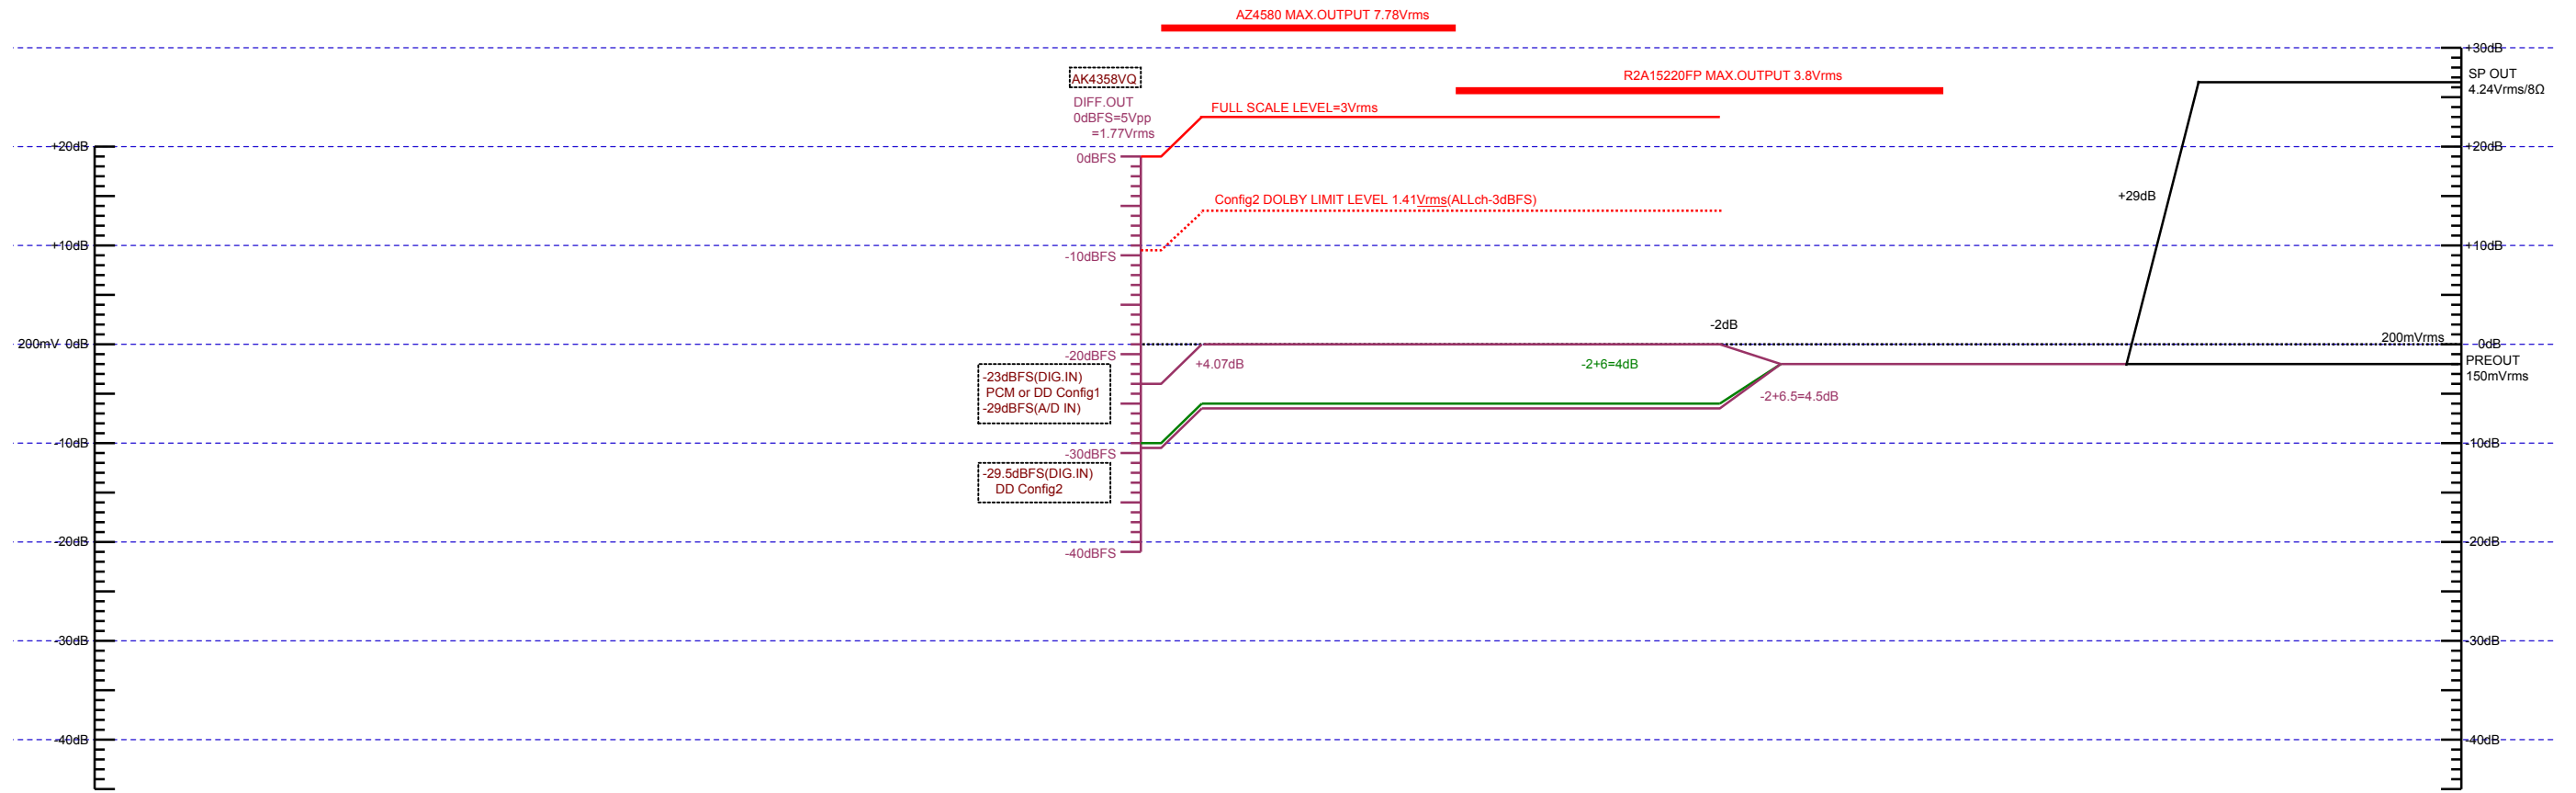 AZ4580 MAX.OUTPUT 7.78Vrms
+30dB
R2A15220FP MAX.OUTPUT 3.8Vrms
SP OUT
4.24Vrms/8Ω
AK4358VQ
DIFF.OUT
0dBFS=5Vpp
=1.77Vrms
FULL SCALE LEVEL=3Vrms
+20dB
0dBFS
+20dB
Config2 DOLBY LIMIT LEVEL 1.41Vrms(ALLch-3dBFS)
+29dB
+10dB
-10dBFS
+10dB
-2dB
200mVrms
200mV 0dB
-20dBFS
0dB
+4.07dB
-2+6=4dB
PREOUT
150mVrms
-23dBFS(DIG.IN)
PCM or DD Config1
-29dBFS(A/D IN)
-2+6.5=4.5dB
-10dB
-30dBFS
-10dB
-29.5dBFS(DIG.IN)
DD Config2
-20dB
-40dBFS
-20dB
-30dB
-30dB
-40dB
-40dB